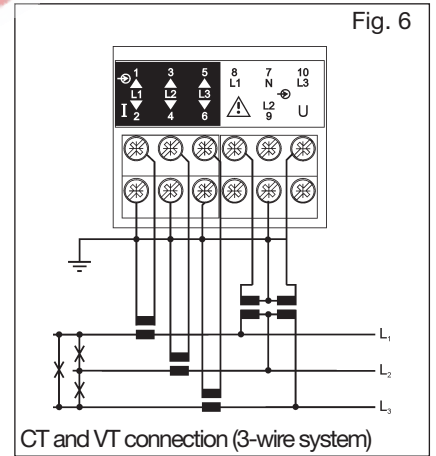 Fig. 6
1 3 5 8 7 10
L1 N L3
L1 L2 L3
I U
L2
2 4 6 9
L1
L2
L3
CT and VT connection (3-wire system)